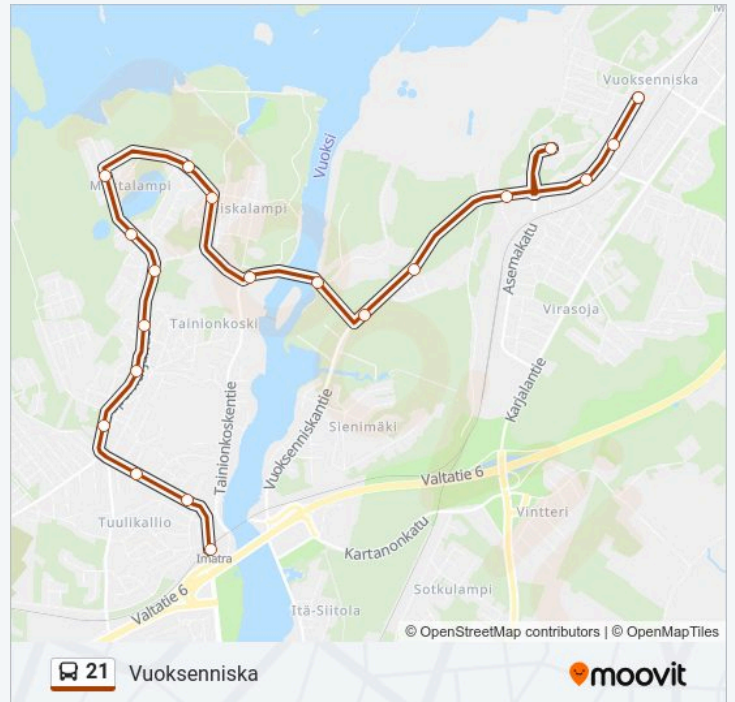 Vuoksenniska
Vuoksi
Tainionkoski
Asemakatu
Virasoja
Karjalantie
Tainionkoskentie
Vuoksenniskantie
Sienimäki
Valtatie 6
Tuulikallio
Vintteri
Kartanonkatu
Imatra
Sotkulampi
Valtatie 6
Itä-Siitola
© OpenStreetMap contributors | © OpenMapTiles
21 Vuoksenniska
moovit